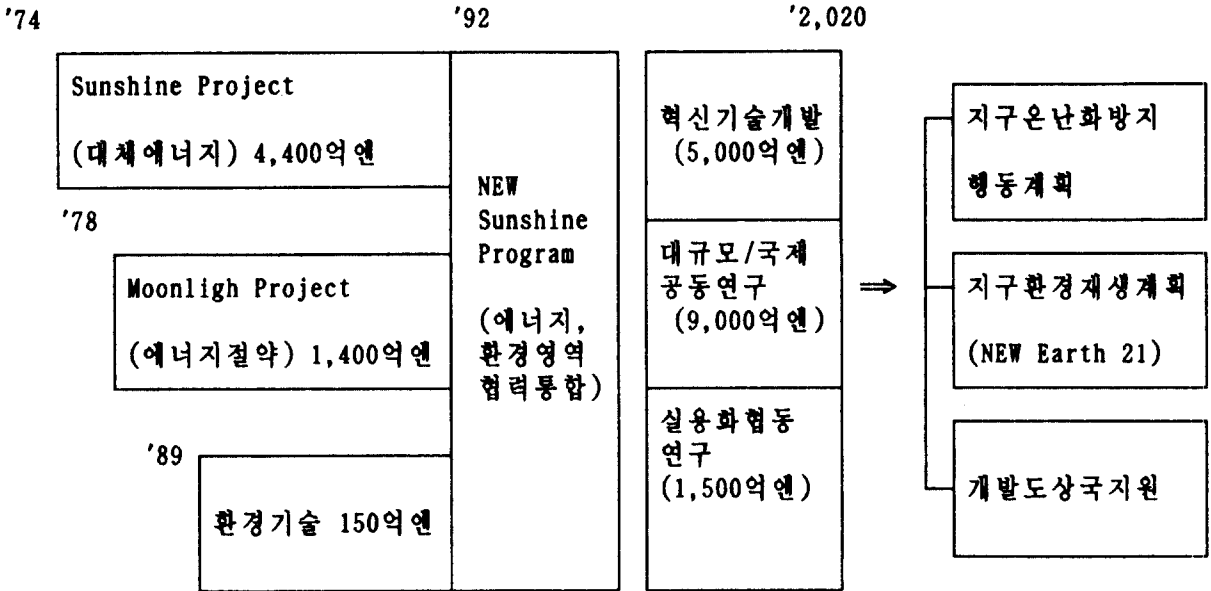 '74
'92
'2,020
Sunshine Project
(대체에너지) 4,400억엔
'78
Moonligh Project
(에너지절약) 1,400억엔
'89
환경기술 150억엔
NEW
Sunshine
Program
(에너지,
환경영역
협력통합)
혁신기술개발
(5,000억엔)
대규모/국제
공동연구
(9,000억엔)
실용화협동
연구
(1,500억엔)
⇒
지구온난화방지
행동계획
지구환경재생계획
(NEW Earth 21)
개발도상국지원